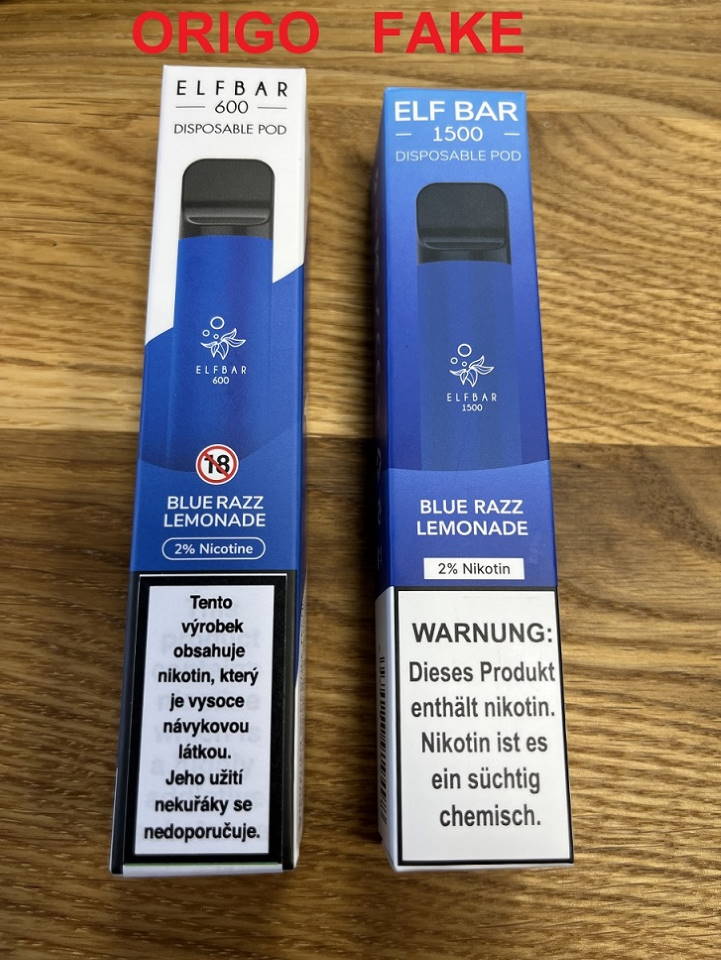 ORIGO FAKE
ELFBAR
600
DISPOSABLE POD
ELFBAR
600
18
BLUE RAZZ
LEMONADE
2% Nicotine
Tento
výrobek
obsahuje
nikotin, který
je vysoce
návykovou
látkou.
Jeho užití
nekuřáky se
nedoporučuje.
ELF BAR
1500
DISPOSABLE POD
ELFBAR
1500
BLUE RAZZ
LEMONADE
2% Nikotin
WARNUNG:
Dieses Produkt
enthält nikotin.
Nikotin ist es
ein süchtig
chemisch.